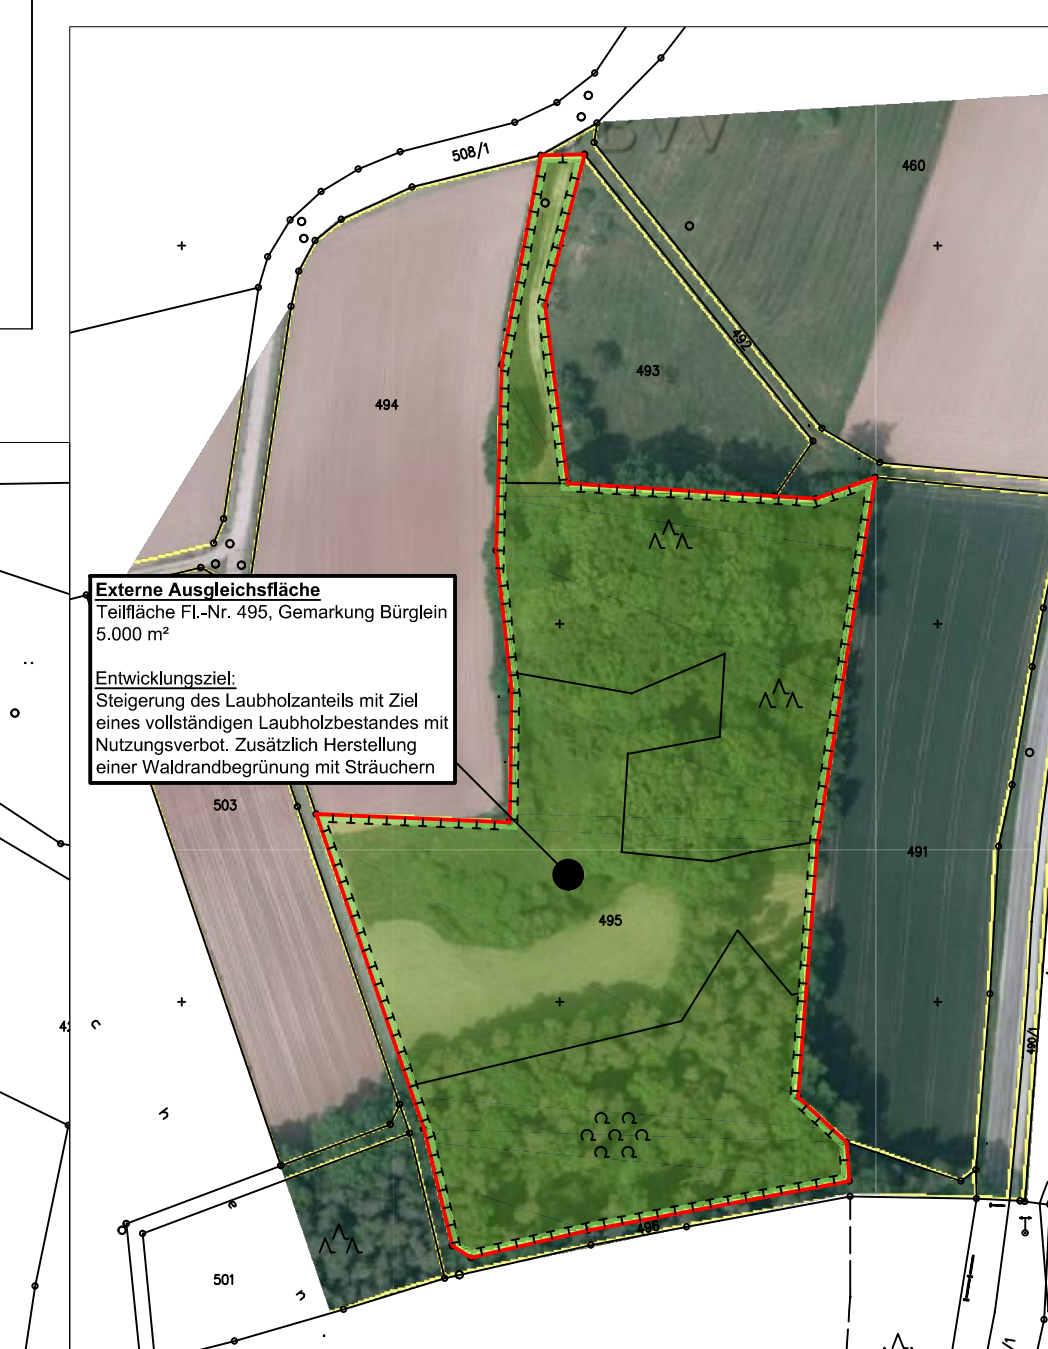 BVV
508/1
460
492
493
494
Externe Ausgleichsfläche
Teilfläche Fl.-Nr. 495, Gemarkung Bürglein
5.000 m²
Entwicklungsziel:
Steigerung des Laubholzanteils mit Ziel
eines vollständigen Laubholzbestandes mit
Nutzungsverbot. Zusätzlich Herstellung
einer Waldrandbegrünung mit Sträuchern
503
491
495
490/1
496
501